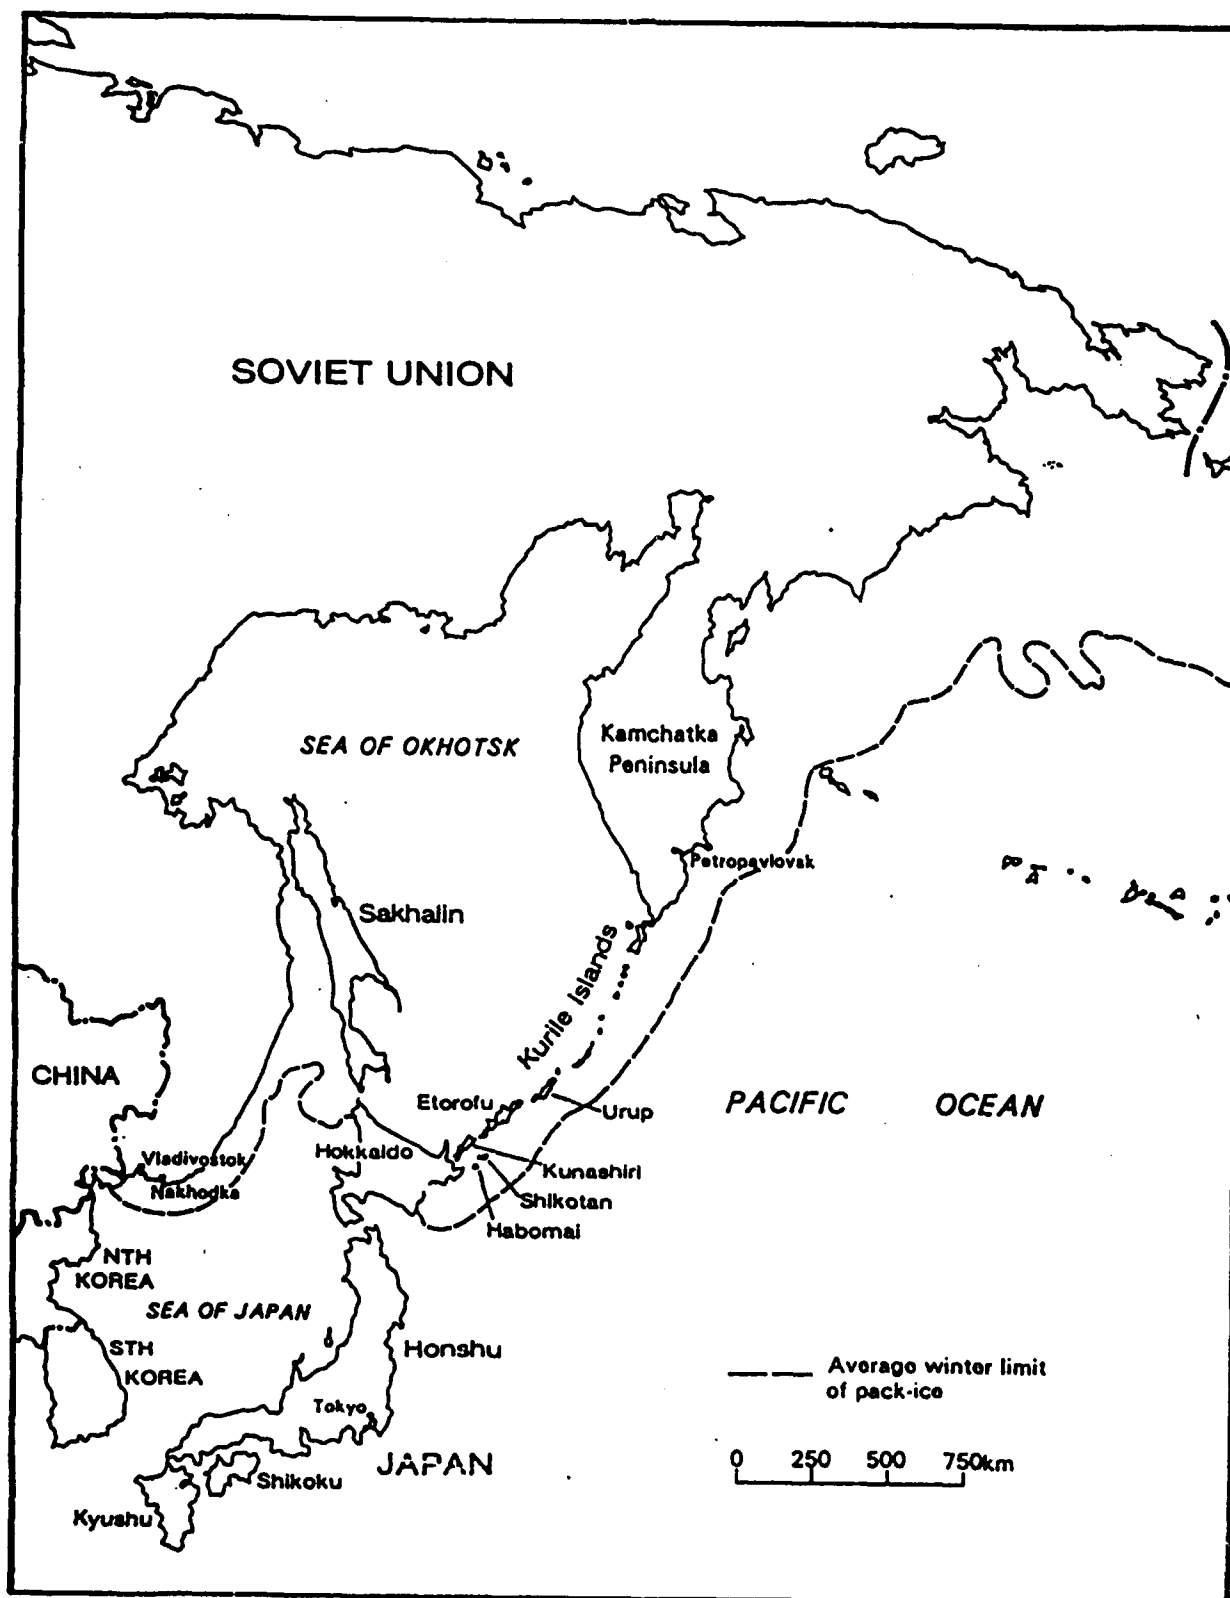 SOVIET UNION
SEA OF OKHOTSK
Kamchatka
Peninsula
Petropavlovsk
Sakhalin
Kurile Islands
CHINA
Etorofu
Urup
PACIFIC OCEAN
Vladivostok
Hokkaido
Kunashiri
Nakhodka
Shikotan
Habomai
NTH
KOREA
SEA OF JAPAN
STH
KOREA
Honshu
Average winter limit
of pack-ice
Tokyo
JAPAN
0 250 500 750km
Shikoku
Kyushu